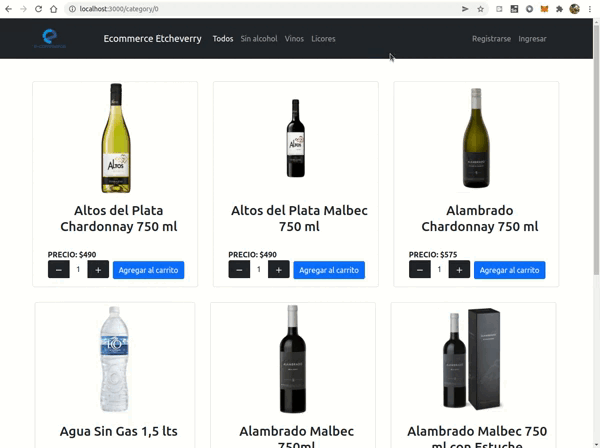 localhost:3000/category/0
Ecommerce Etcheverry Todos Sin alcohol Vinos Licores Registrarse Ingresar
Altos del Plata
Chardonnay 750 ml
PRECIO: $490
− 1 + Agregar al carrito
Altos del Plata Malbec
750 ml
PRECIO: $490
− 1 + Agregar al carrito
Alambrado
Chardonnay 750 ml
PRECIO: $575
− 1 + Agregar al carrito
Agua Sin Gas 1,5 lts
Alambrado Malbec
750ml
Alambrado Malbec 750
ml con Estuche